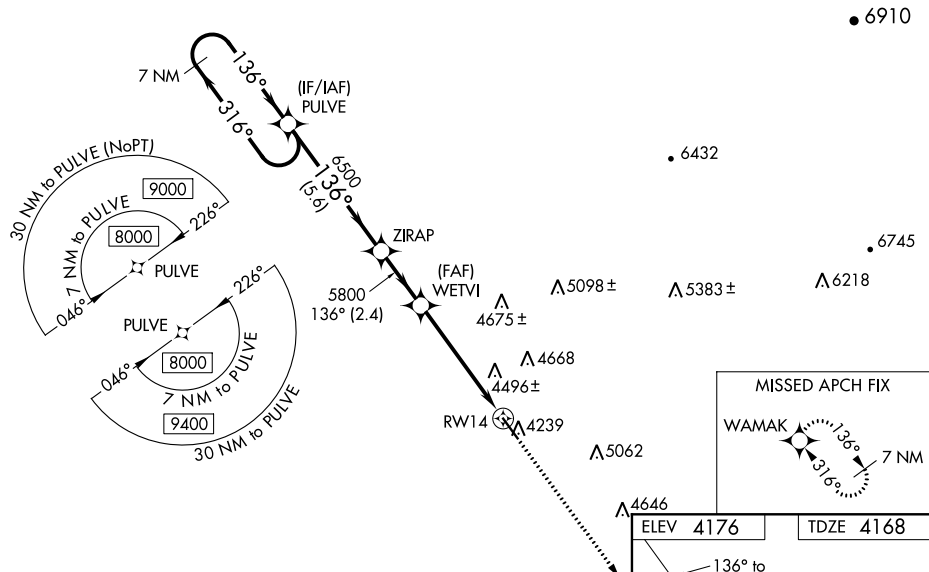 6910
7 NM
136°
316°
(IF/IAF)
PULVE
6432
6500
136°
(5.6)
30 NM to PULVE (NoPT)
9000
7 NM to PULVE
8000
226°
PULVE
046°
ZIRAP
6745
(FAF)
WETVI
5800
136° (2.4)
5098 ±
5383 ±
6218
4675 ±
226°
PULVE
046°
8000
7 NM to PULVE
9400
30 NM to PULVE
4668
4496±
RW14
4239
5062
4646
MISSED APCH FIX
WAMAK
136°
316°
7 NM
ELEV 4176
TDZE 4168
136° to